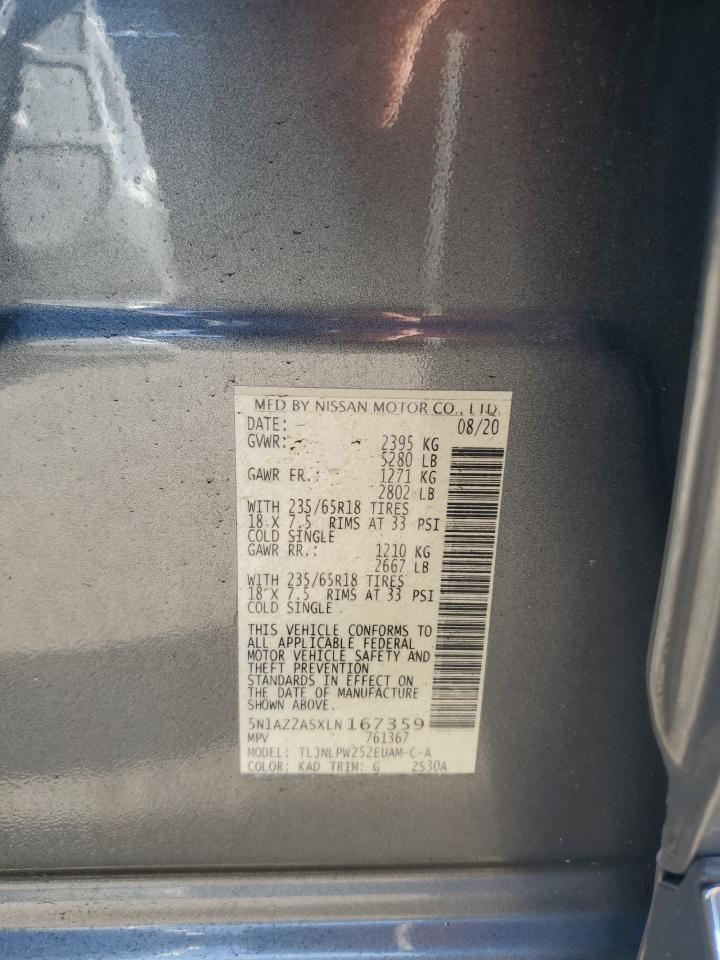 MFD BY NISSAN MOTOR CO., LTD.
DATE: 08/20
GVWR: 2395 KG
5280 LB
GAWR FR.: 1271 KG
2802 LB
WITH 235/65R18 TIRES
18 X 7.5 RIMS AT 33 PSI
COLD SINGLE
GAWR RR.: 1210 KG
2667 LB
WITH 235/65R18 TIRES
18 X 7.5 RIMS AT 33 PSI
COLD SINGLE
THIS VEHICLE CONFORMS TO
ALL APPLICABLE FEDERAL
MOTOR VEHICLE SAFETY AND
THEFT PREVENTION
STANDARDS IN EFFECT ON
THE DATE OF MANUFACTURE
SHOWN ABOVE.
5N1AZ2ASXLN167359
MPV 761367
MODEL: TLJNLPWZ52EUAM-C-A
COLOR: KAD TRIM: G ZS30A